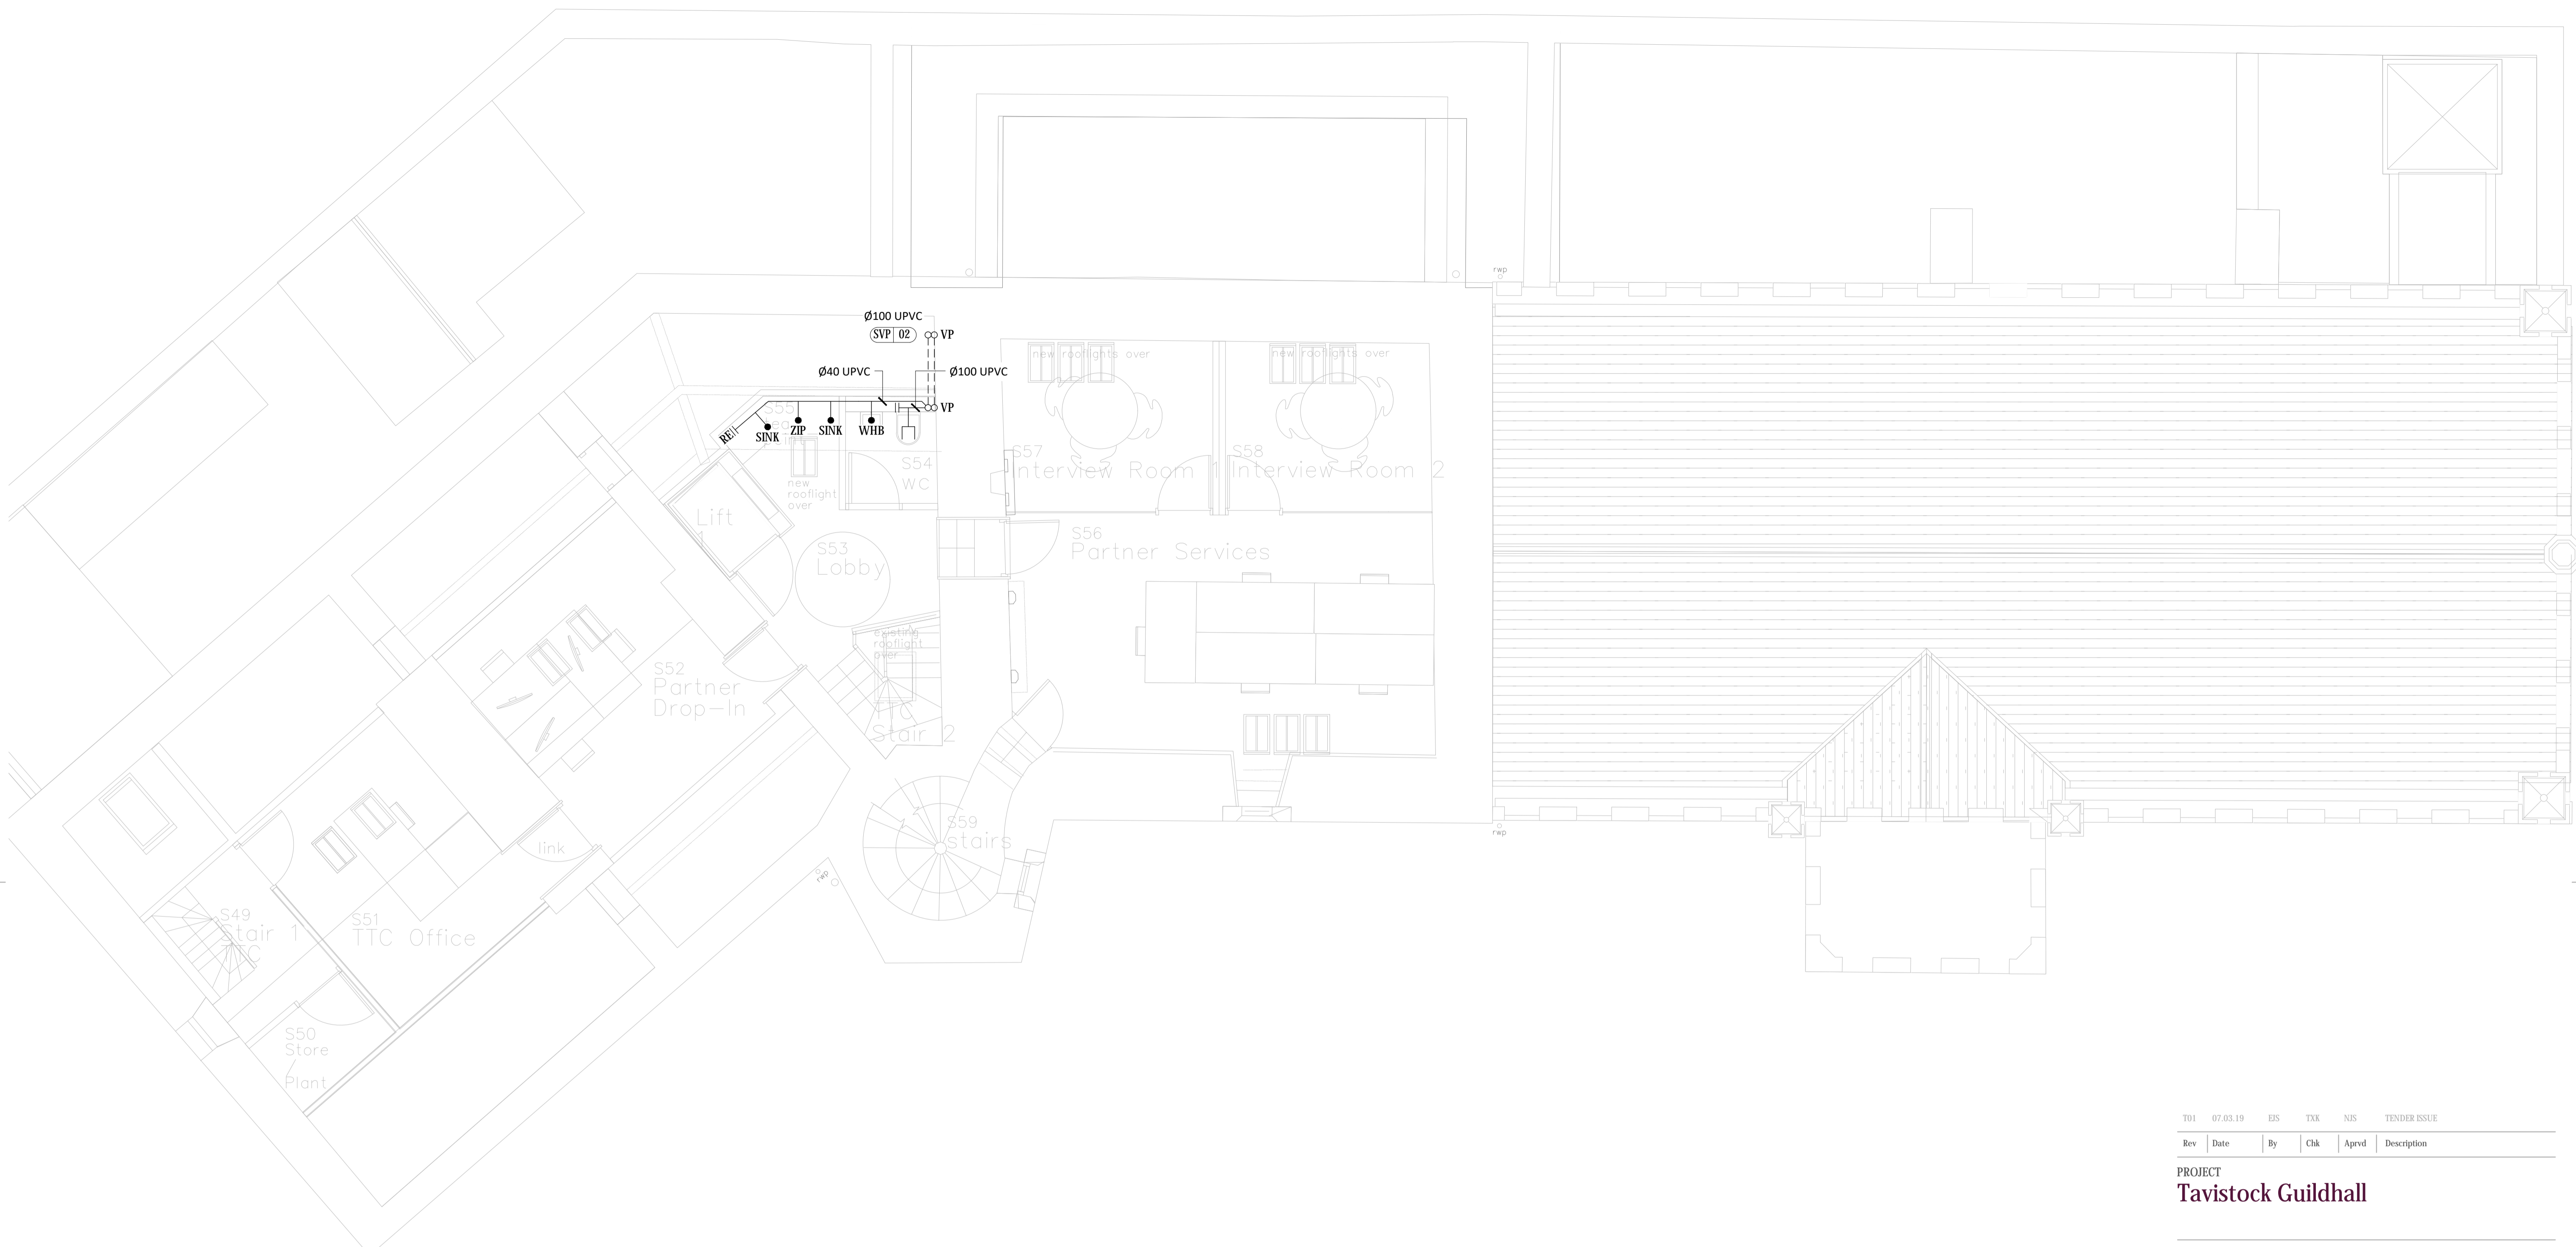 rwp
Ø100 UPVC
SVP 02 VP
Ø40 UPVC Ø100 UPVC
VP
RE
SINK ZIP SINK WHB
new rooflights over
new rooflights over
S55
S54
WC
new
rooflight
over
S57
Interview Room 1
S58
Interview Room 2
Lift
1
S53
Lobby
S56
Partner Services
existing
rooflight
over
Stair 2
S52
Partner
Drop-In
S59
stairs
link
rwp
rwp
S49
Stair 1
TTC
S51
TTC Office
S50
Store
/
Plant
T01 07.03.19 EJS TXK NJS TENDER ISSUE
Rev Date By Chk Aprvd Description
PROJECT
Tavistock Guildhall